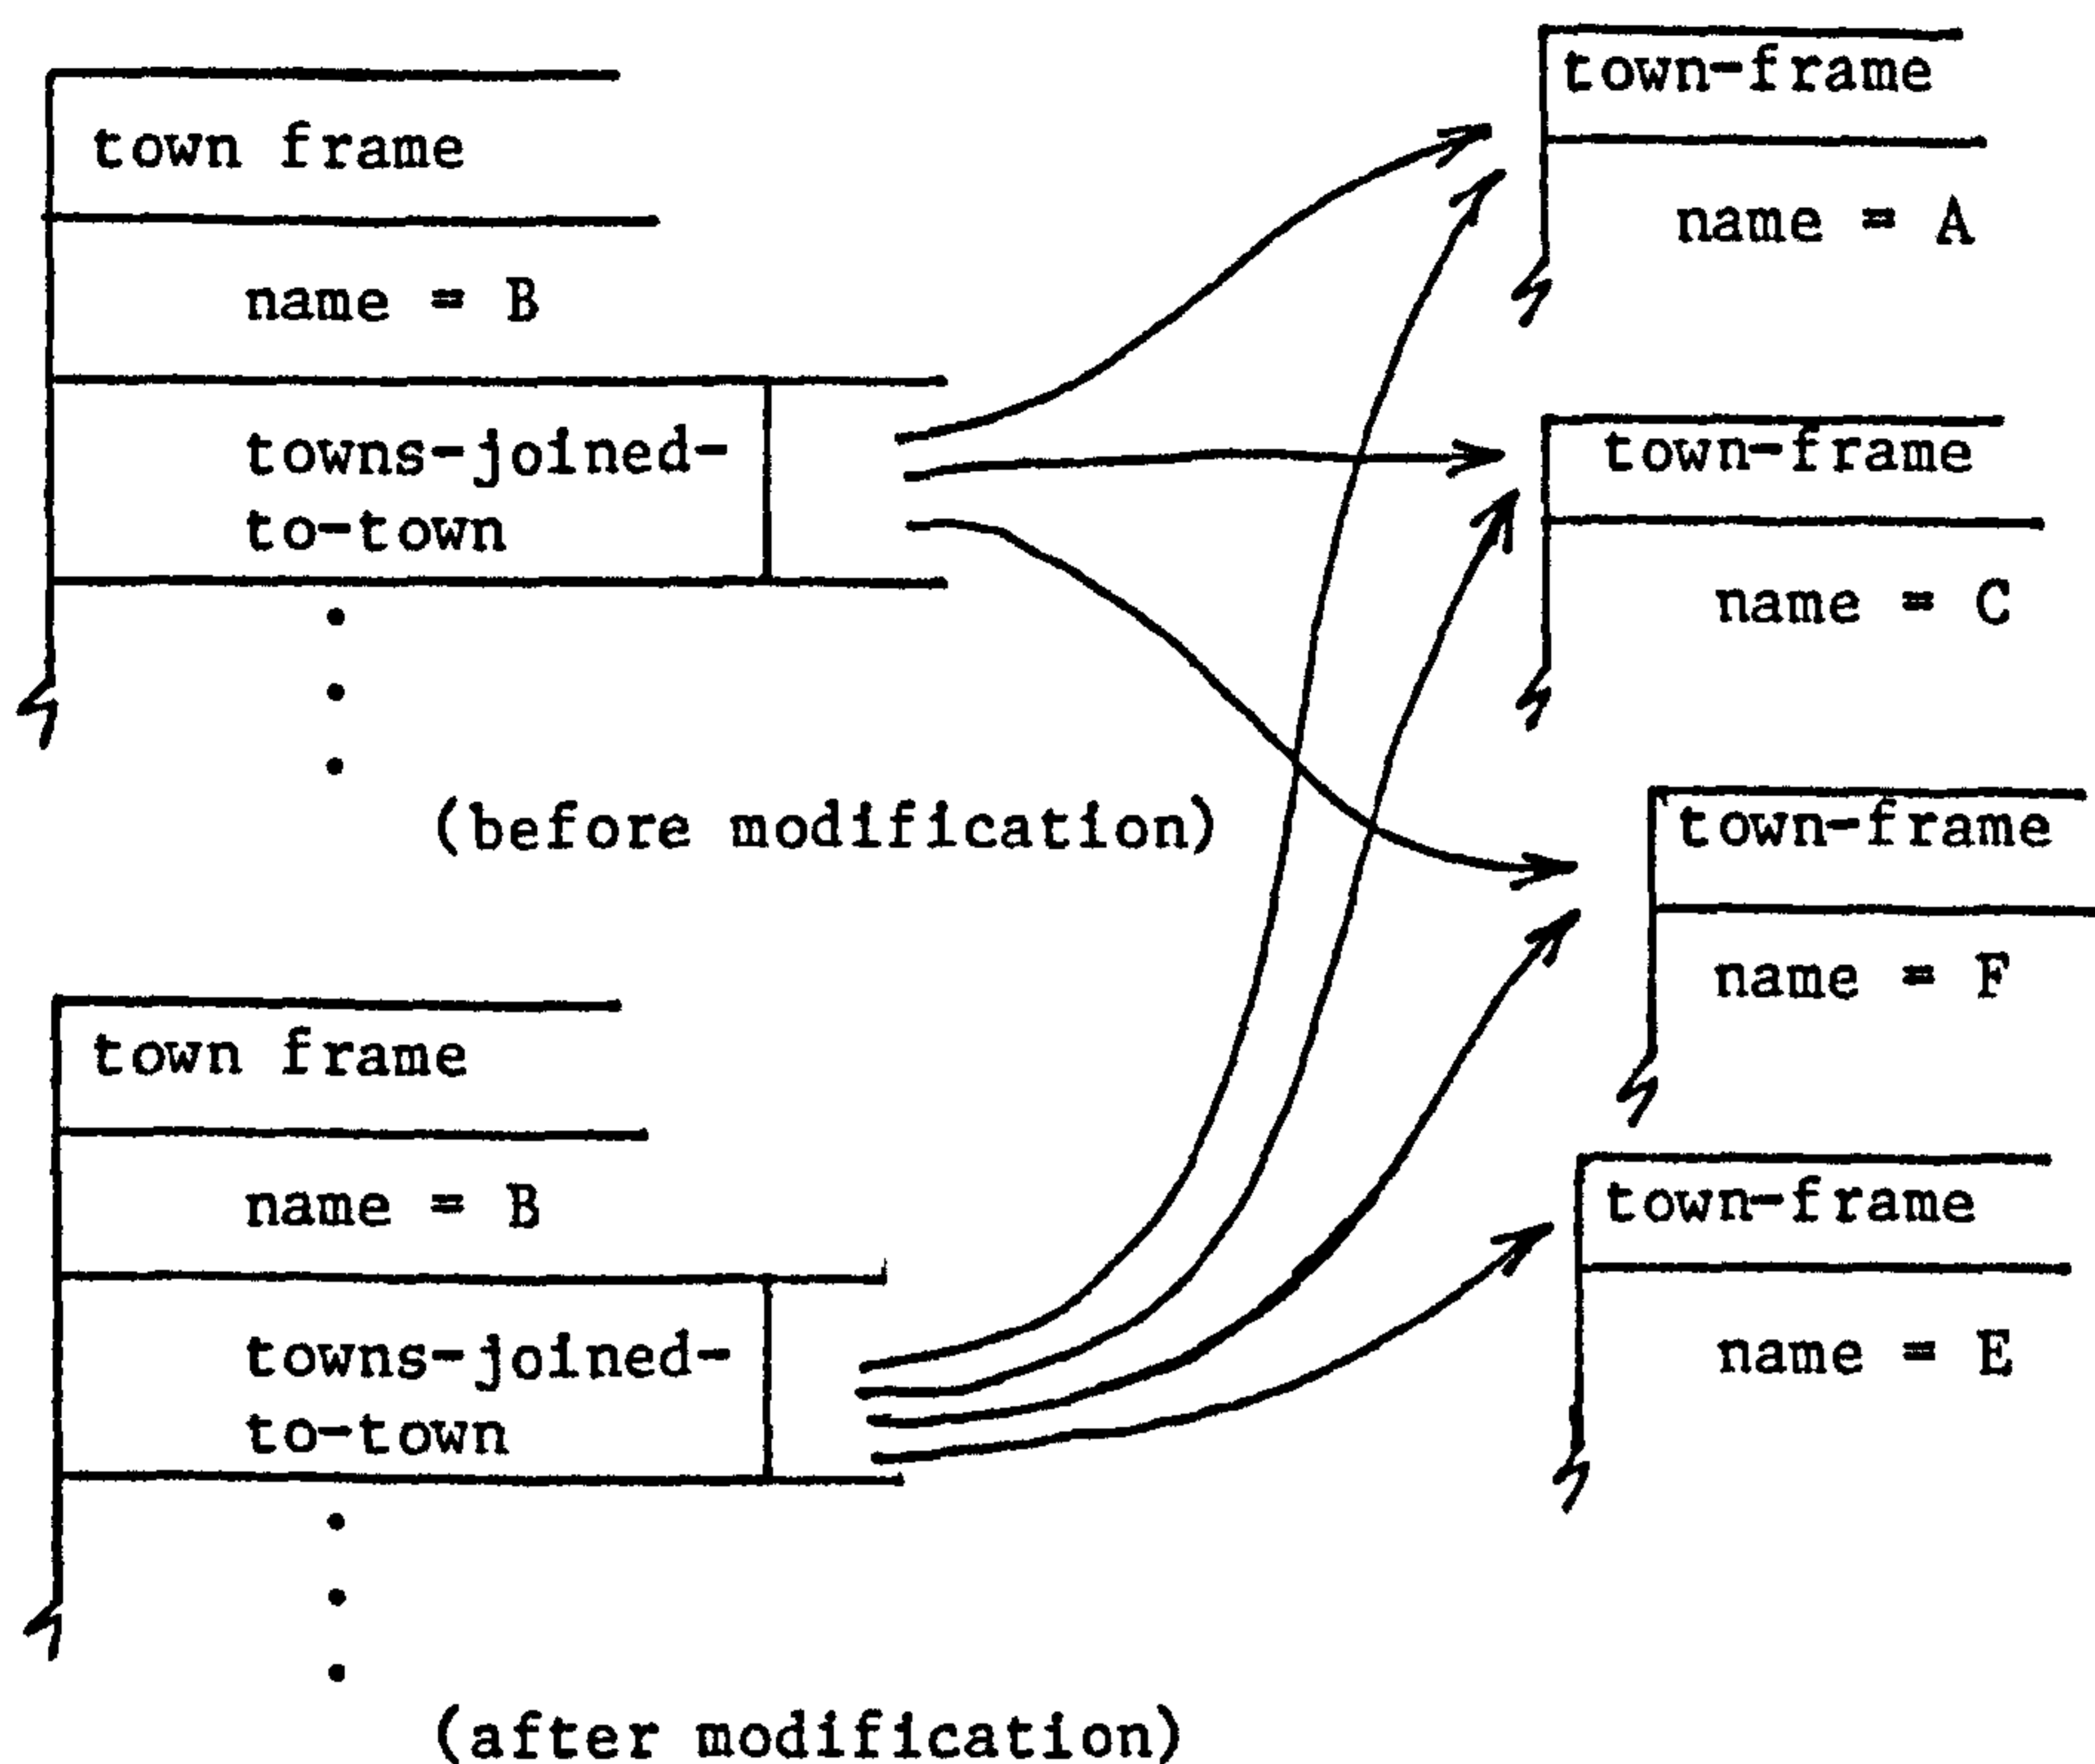 town frame
name = B
towns-joined-
to-town
(before modification)
town frame
name = B
towns-joined-
to-town
(after modification)
town-frame
name = A
town-frame
name = C
town-frame
name = F
town-frame
name = E